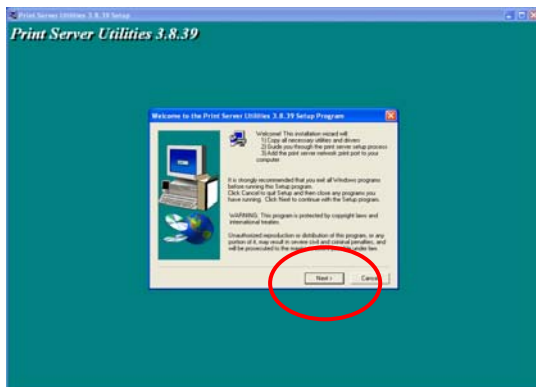 Print Server Utilities 3.8.39 Setup
Print Server Utilities 3.8.39
Welcome to the Print Server Utilities 3.8.39 Setup Program
Welcome! This installation wizard will:
1)Copy all necessary utilities and drivers
2)Guide you through the print server setup process
3)Add the print server network print port to your
computer.
It is strongly recommended that you exit all Windows programs
before running this Setup program.
Click Cancel to quit Setup and then close any programs you
have running. Click Next to continue with the Setup program.
WARNING: This program is protected by copyright laws and
international treaties.
Unauthorized reproduction or distribution of this program, or any
portion of it, may result in severe civil and criminal penalties, and
will be prosecuted to the maximum extent possible under law.
Next >
Cancel